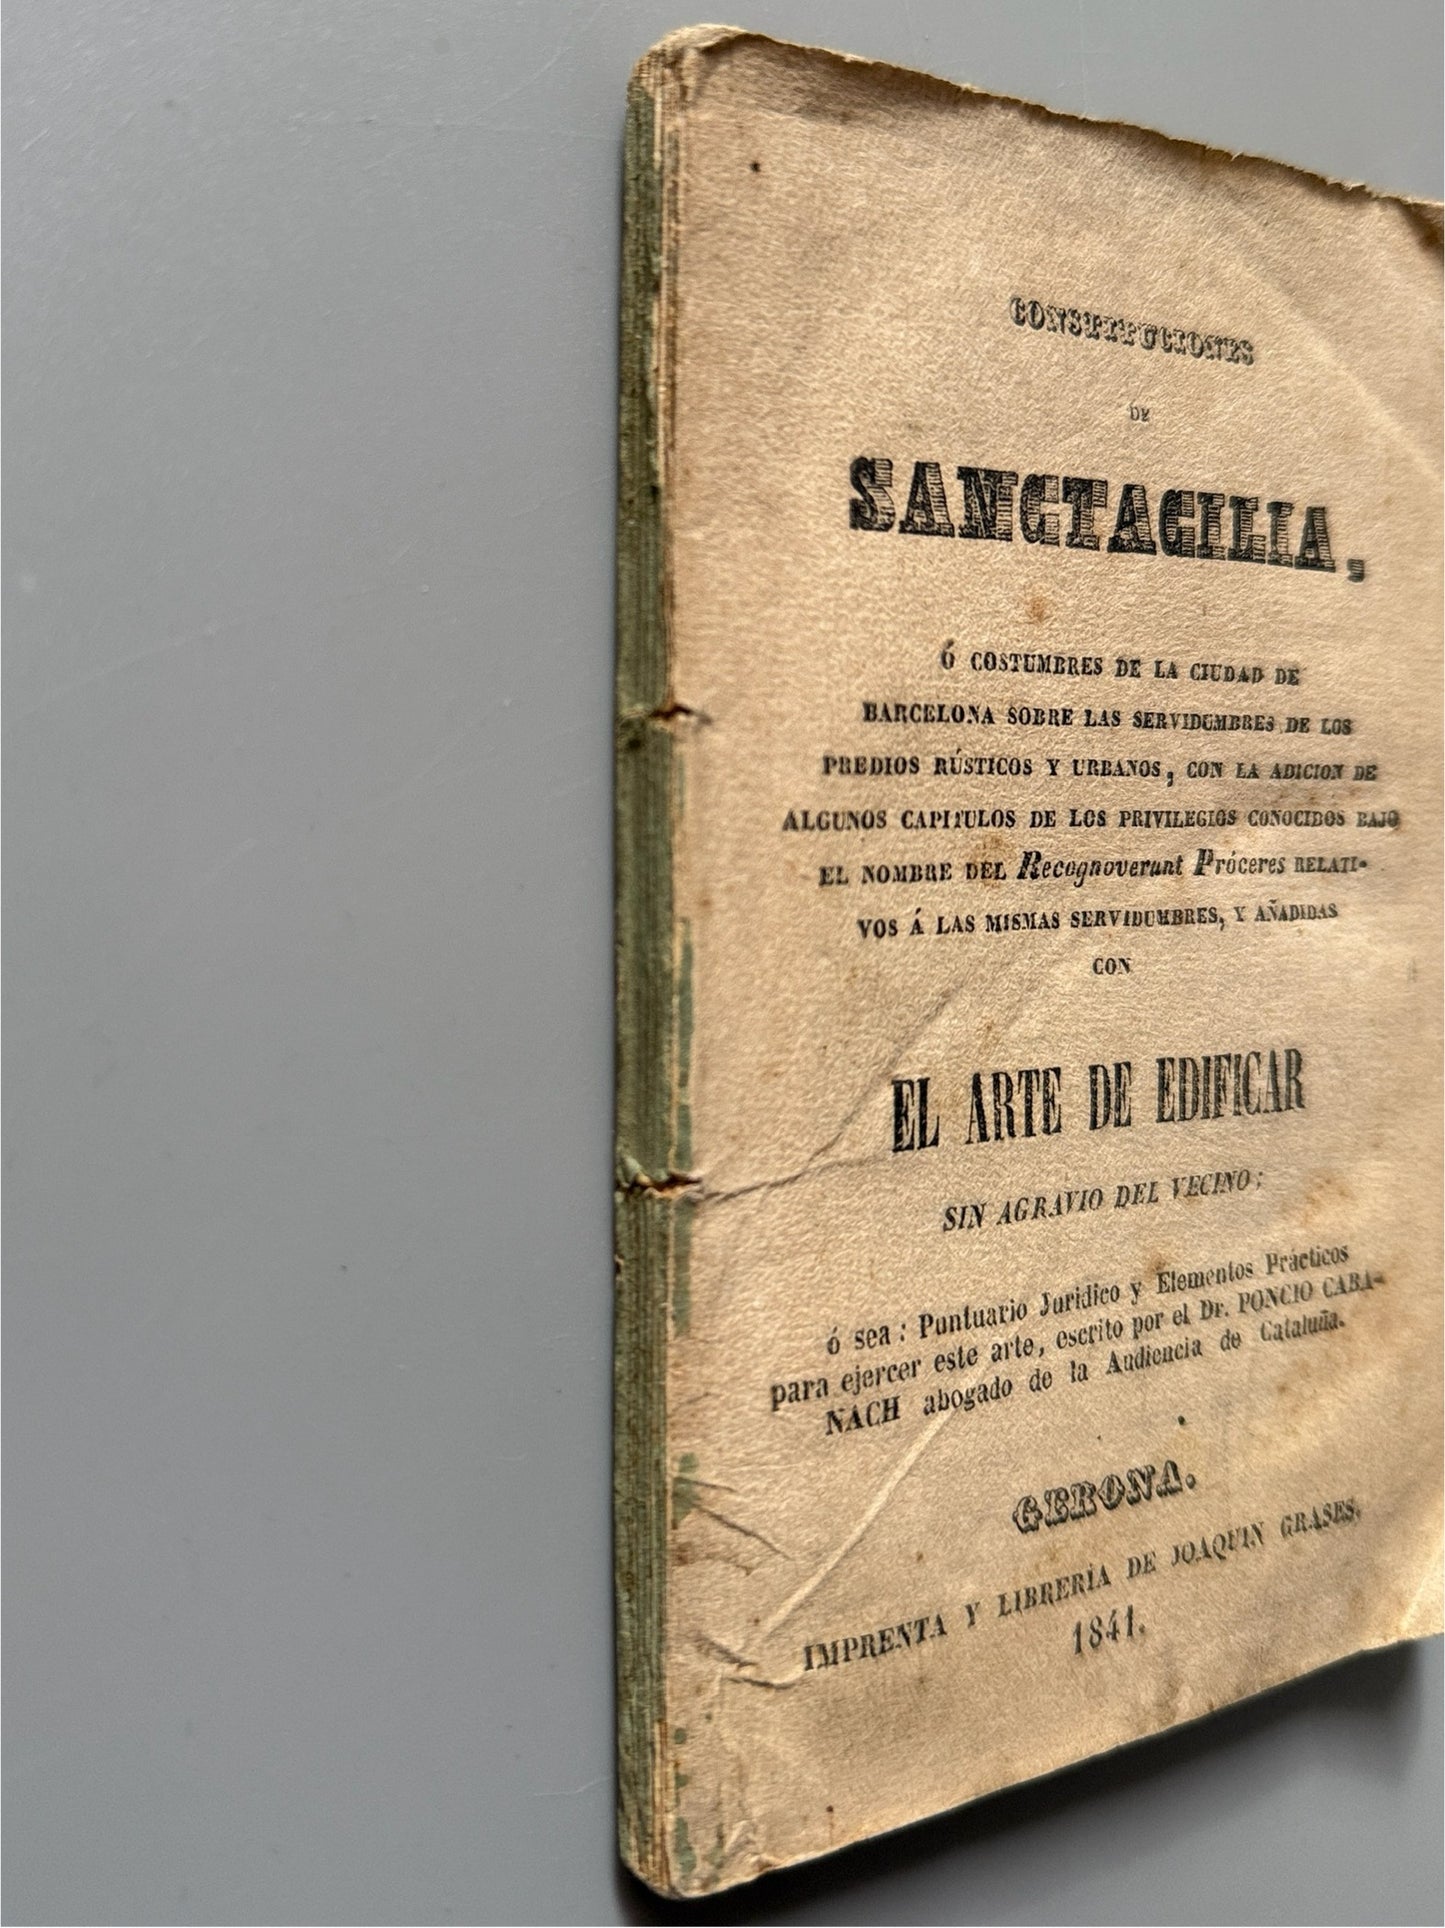 CONSTITUCIONES
DE
SANCTACILIA,
Ó COSTUMBRES DE LA CIUDAD DE
BARCELONA SOBRE LAS SERVIDUMBRES DE LOS
PREDIOS RÚSTICOS Y URBANOS, CON LA ADICION DE
ALGUNOS CAPITULOS DE LOS PRIVILEGIOS CONOCIDOS BAJO
EL NOMBRE DEL Recognoverunt Próceres RELATI-
VOS Á LAS MISMAS SERVIDUMBRES, Y AÑADIDAS
CON
EL ARTE DE EDIFICAR
SIN AGRAVIO DEL VECINO;
ó sea: Puntuario Juridico y Elementos Prácticos
para ejercer este arte, escrito por el Dr. PONCIO CABA-
NACH abogado de la Audiencia de Cataluña.
GERONA.
IMPRENTA Y LIBRERÍA DE JOAQUIN GRASES.
1841.